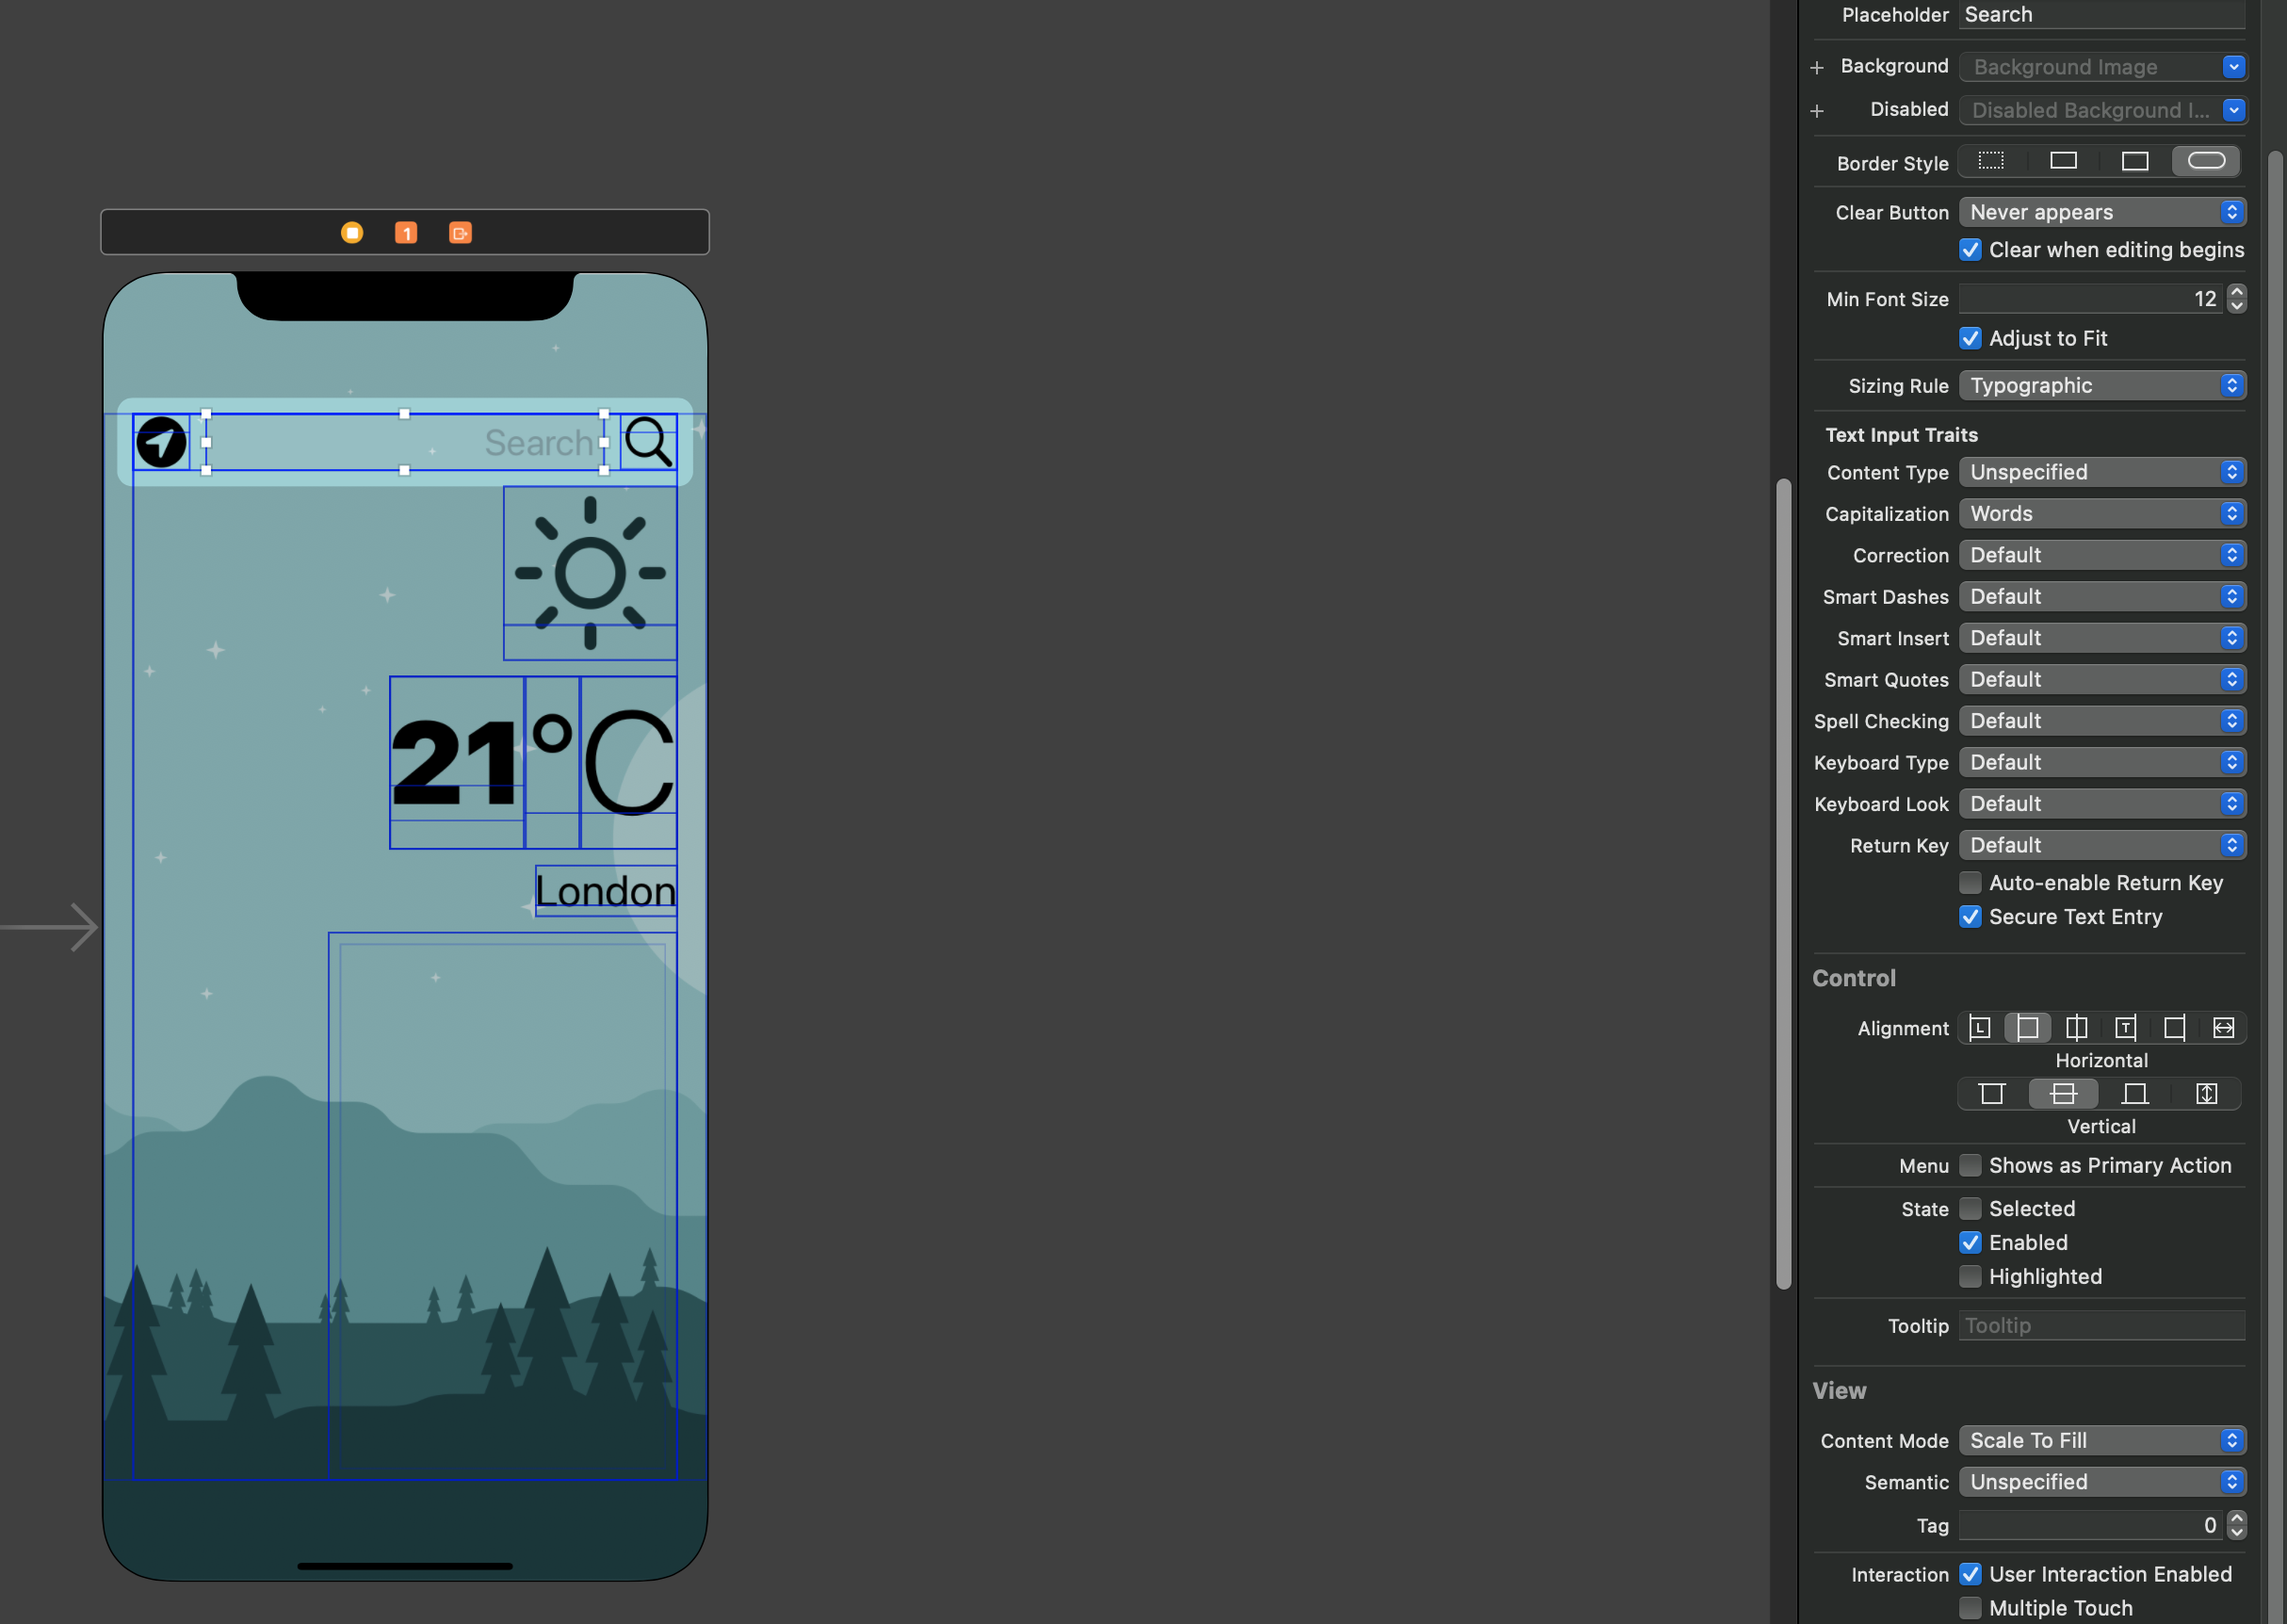 1
Search
21°C
London
Placeholder Search
Background Background Image
Disabled Disabled Background I...
Border Style
Clear Button Never appears
Clear when editing begins
Min Font Size 12
Adjust to Fit
Sizing Rule Typographic
Text Input Traits
Content Type Unspecified
Capitalization Words
Correction Default
Smart Dashes Default
Smart Insert Default
Smart Quotes Default
Spell Checking Default
Keyboard Type Default
Keyboard Look Default
Return Key Default
Auto-enable Return Key
Secure Text Entry
Control
Alignment L T
Horizontal
Vertical
Menu Shows as Primary Action
State Selected
Enabled
Highlighted
Tooltip Tooltip
View
Content Mode Scale To Fill
Semantic Unspecified
Tag 0
Interaction User Interaction Enabled
Multiple Touch